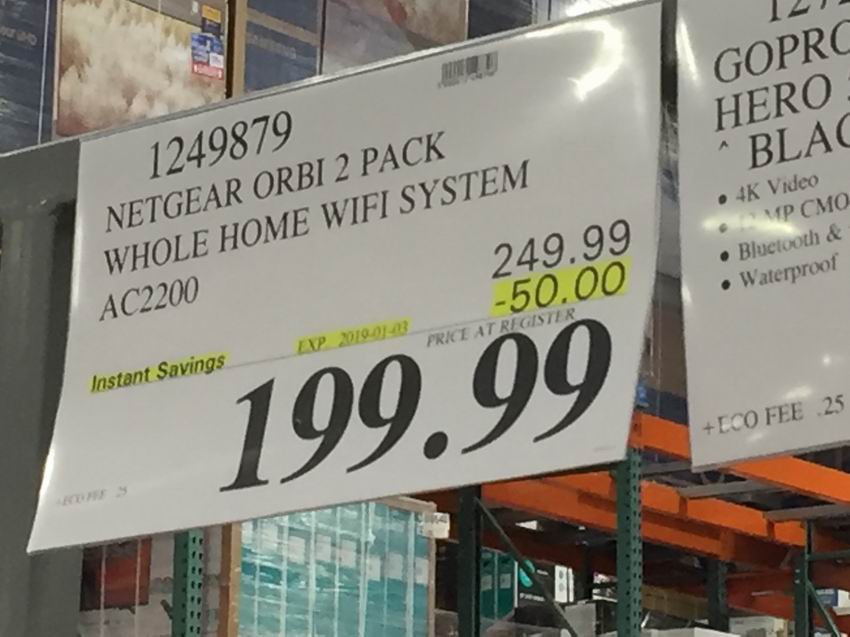 1249879
NETGEAR ORBI 2 PACK
WHOLE HOME WIFI SYSTEM
AC2200
249.99
-50.00
Instant Savings
EXP 2019-01-03
PRICE AT REGISTER
199.99
+ECO FEE .25
GOPRO
HERO
BLAC
• 4K Video
MP CMO
• Bluetooth &
• Waterproof
+ECO FEE .25